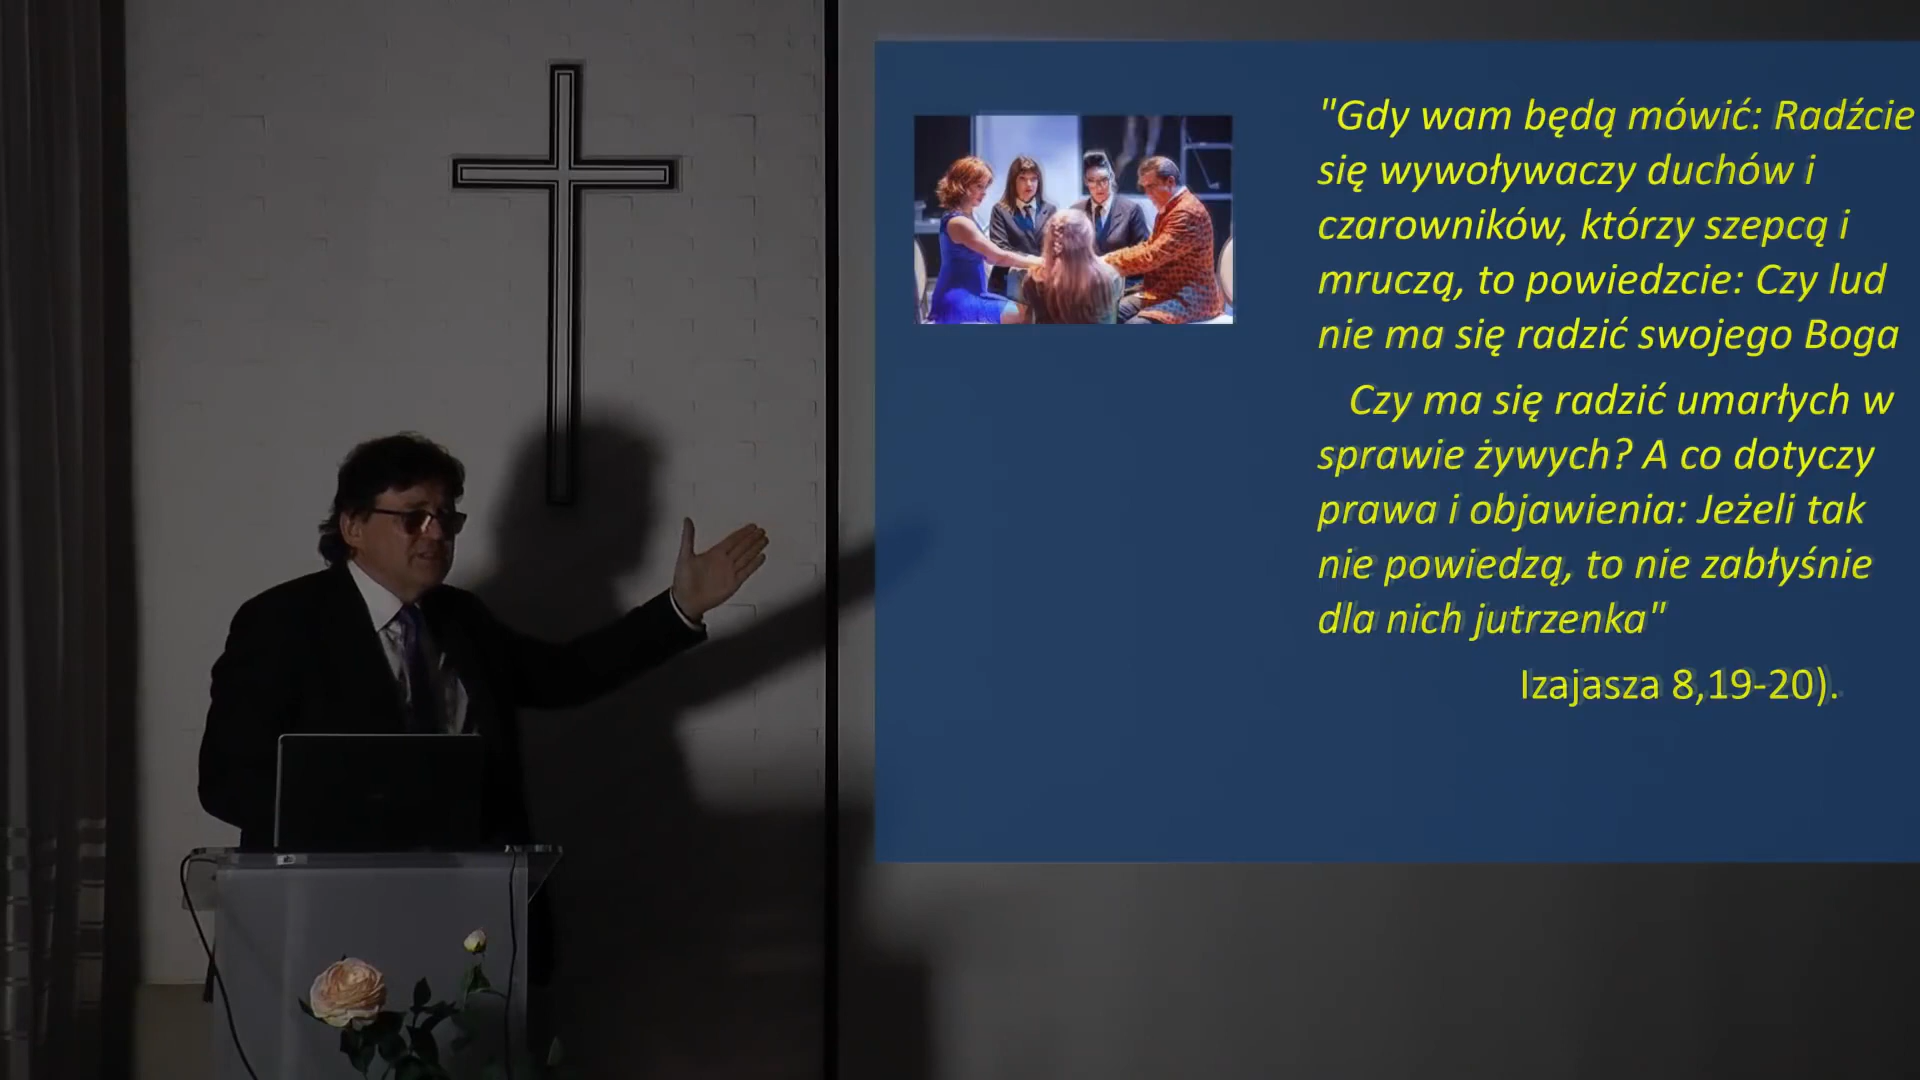 "Gdy wam będą mówić: Radźcie
się wywoływaczy duchów i
czarowników, którzy szepcą i
mruczą, to powiedzcie: Czy lud
nie ma się radzić swojego Boga
Czy ma się radzić umarłych w
sprawie żywych? A co dotyczy
prawa i objawienia: Jeżeli tak
nie powiedzą, to nie zabłyśnie
dla nich jutrzenka"
Izajasza 8,19-20).